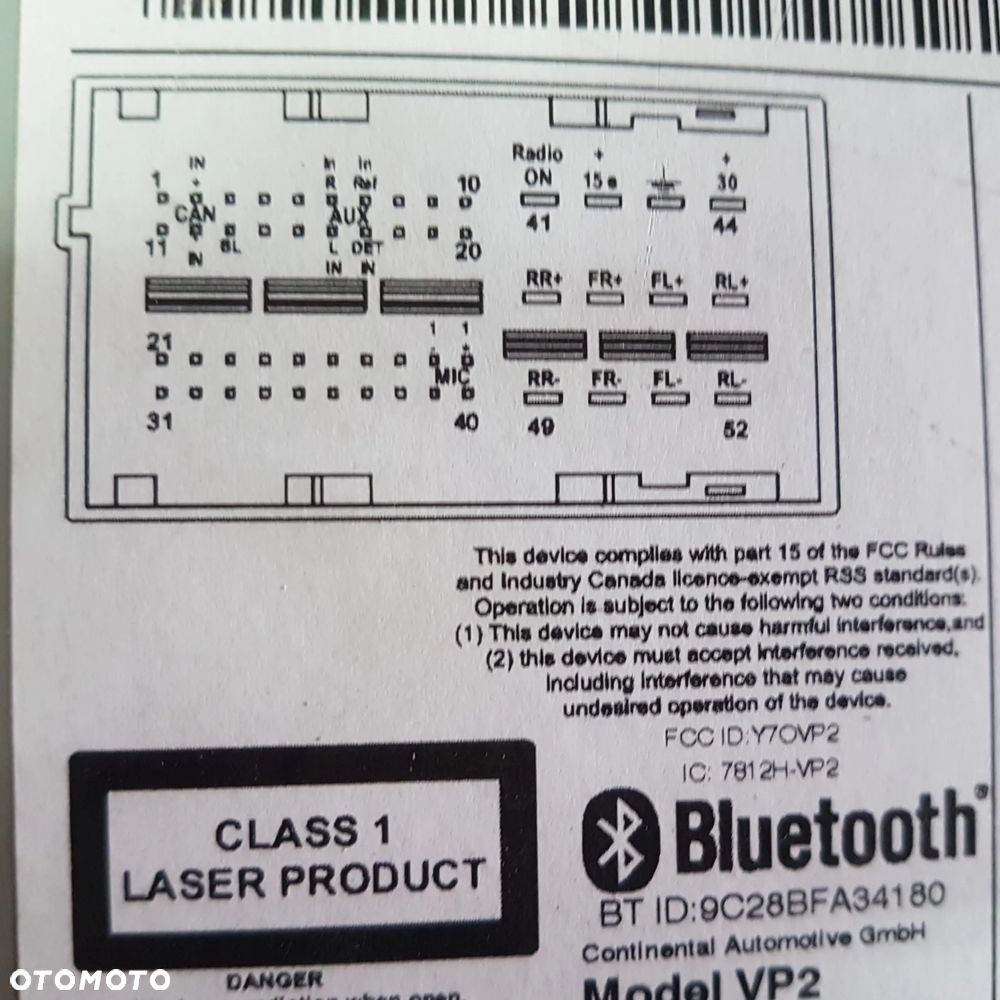 IN In In Radio + +
1 + R Ref 10 ON 15 30
CAN AUX
11 IN SL L DET 20 41 44
IN IN
RR+ FR+ FL+ RL+
21 1 1
- +
MIC RR- FR- FL- RL-
31 40 49 52
This device complies with part 15 of the FCC Rules
and Industry Canada licence-exempt RSS standard(s).
Operation is subject to the following two conditions:
(1) This device may not cause harmful interference,and
(2) this device must accept interference received,
including interference that may cause
undesired operation of the device.
FCC ID:Y7OVP2
IC: 7812H-VP2
CLASS 1
LASER PRODUCT
Bluetooth®
BT ID:9C28BFA34180
Continental Automotive GmbH
Model VP2
DANGER
when open.
OTOMOTO